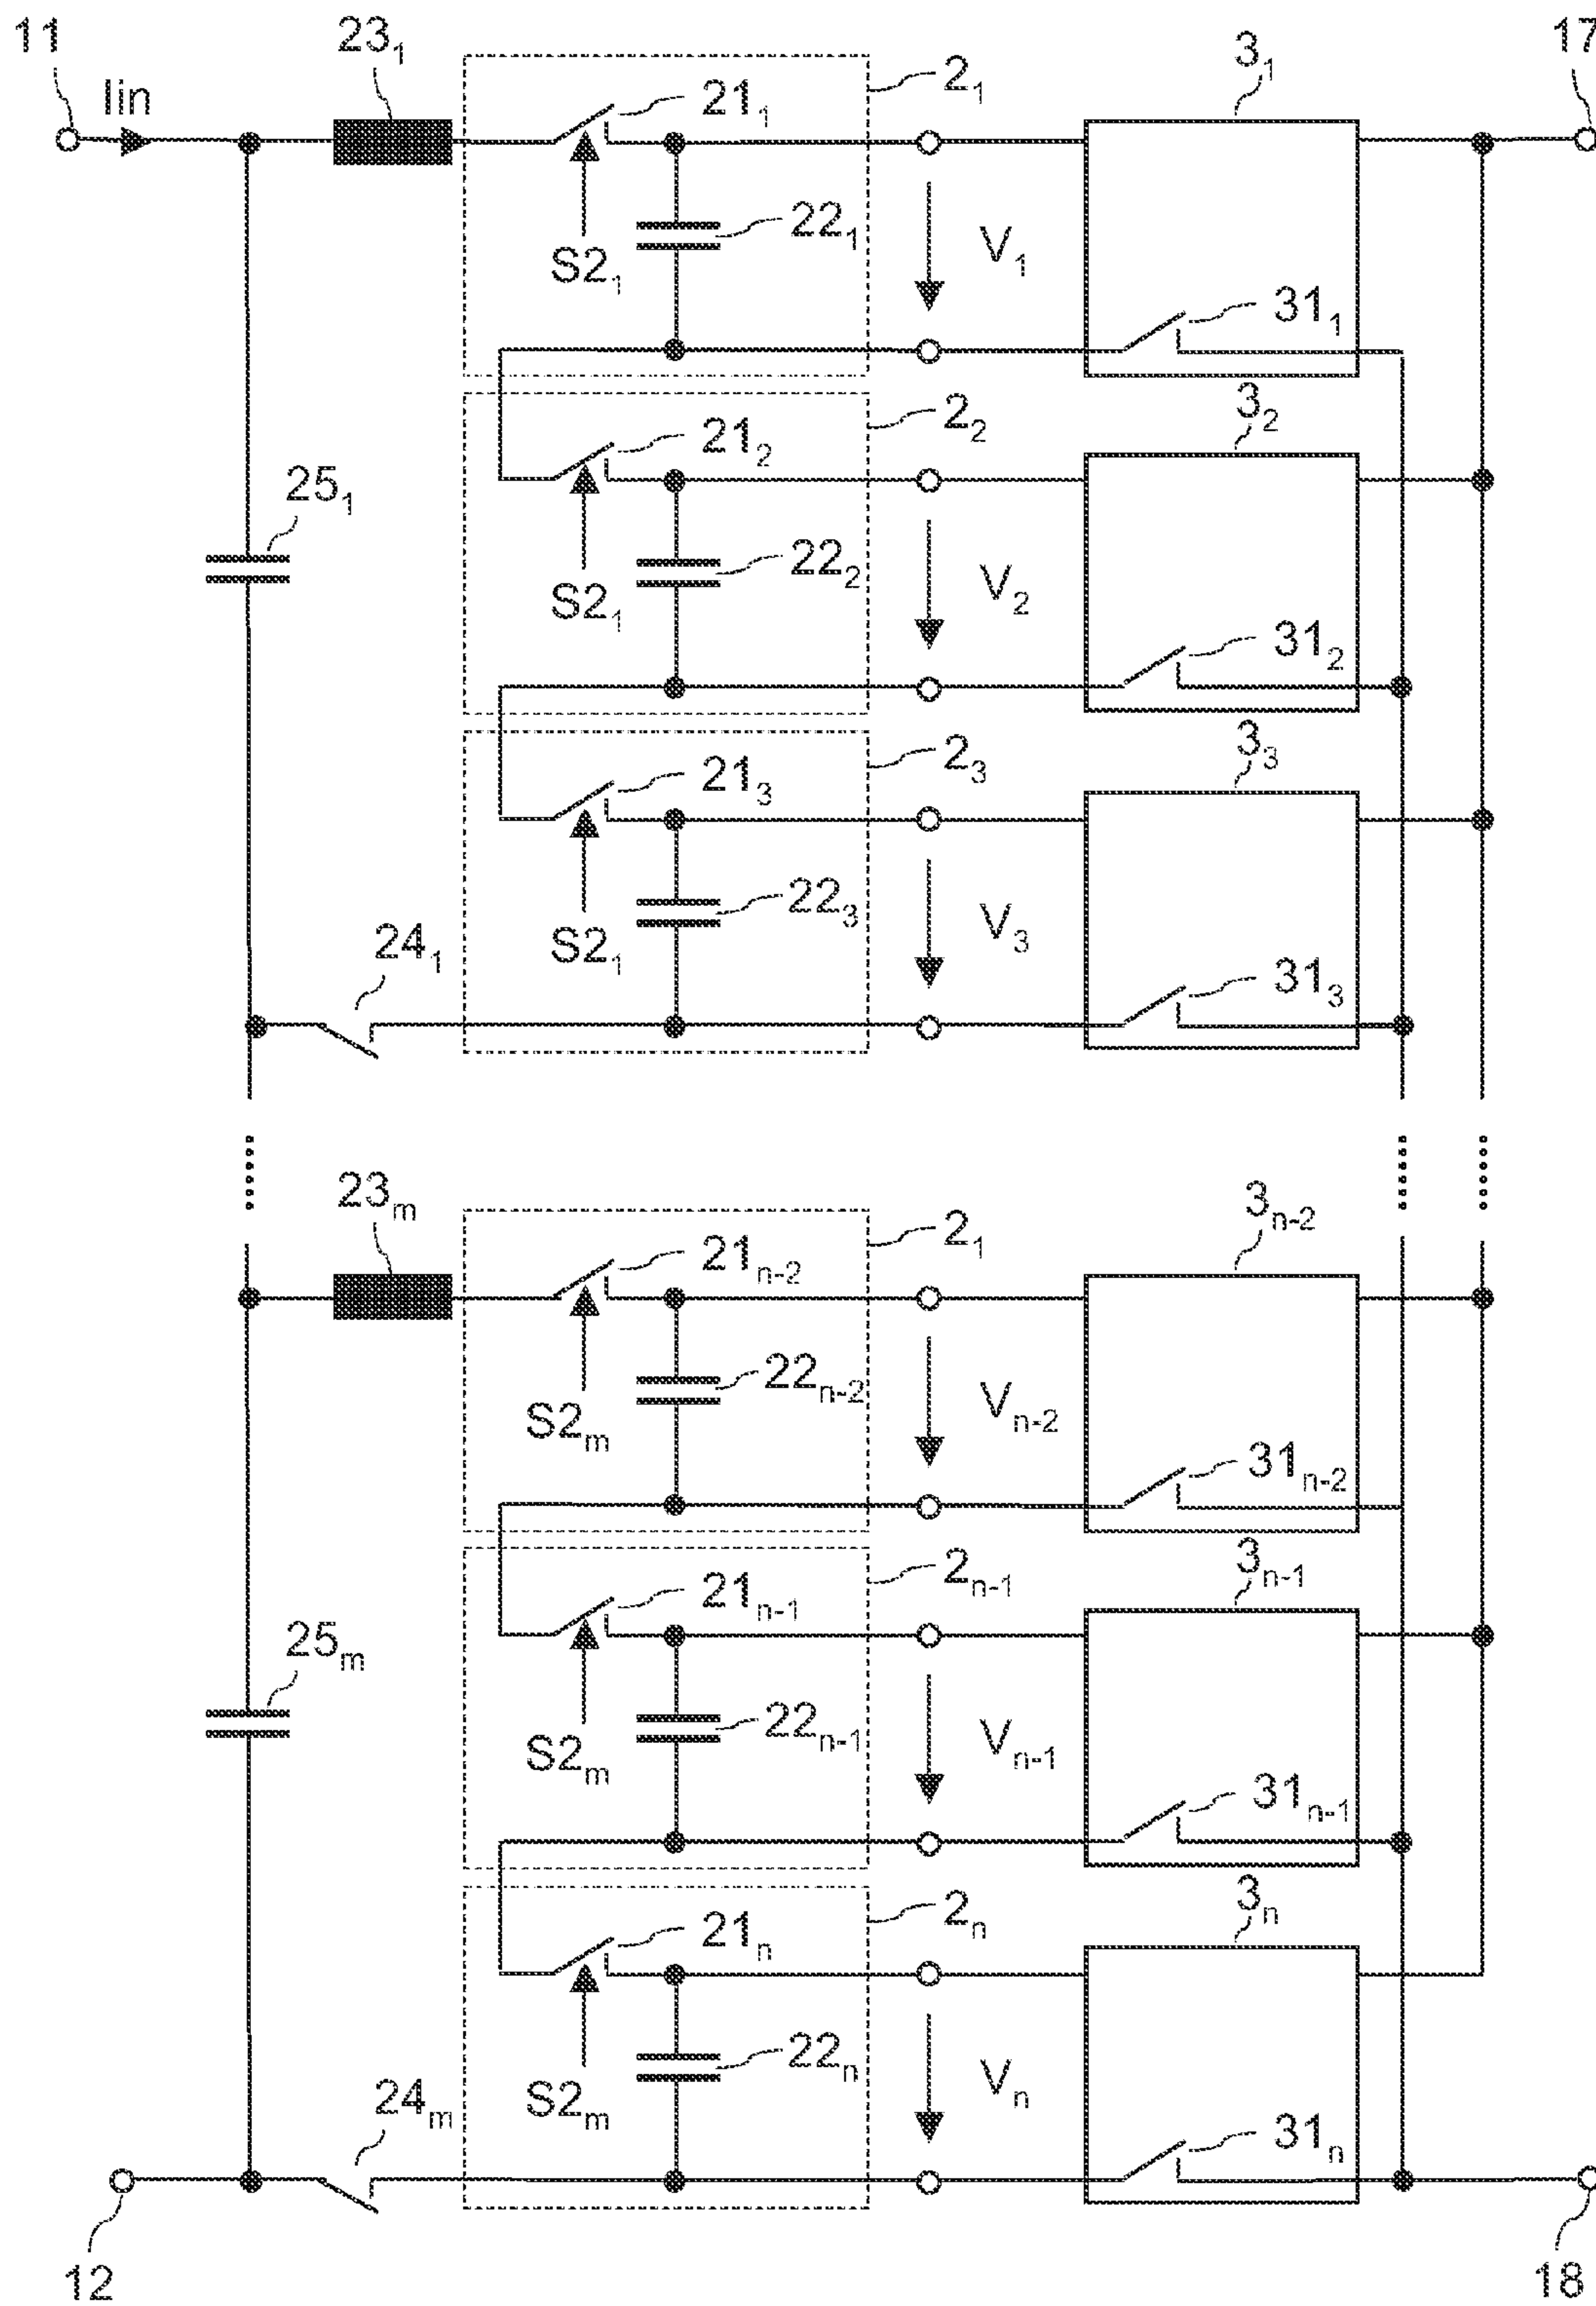 11
Iin
23₁
2₁
3₁
17
21₁
S2₁
22₁
V₁
31₁
2₂
3₂
21₂
25₁
S2₁
22₂
V₂
31₂
2₃
3₃
21₃
S2₁
22₃
V₃
31₃
24₁
23ₘ
2₁
3ₙ₋₂
21ₙ₋₂
S2ₘ
22ₙ₋₂
Vₙ₋₂
31ₙ₋₂
2ₙ₋₁
3ₙ₋₁
21ₙ₋₁
25ₘ
S2ₘ
22ₙ₋₁
Vₙ₋₁
31ₙ₋₁
2ₙ
3ₙ
21ₙ
S2ₘ
22ₙ
Vₙ
31ₙ
24ₘ
12
18